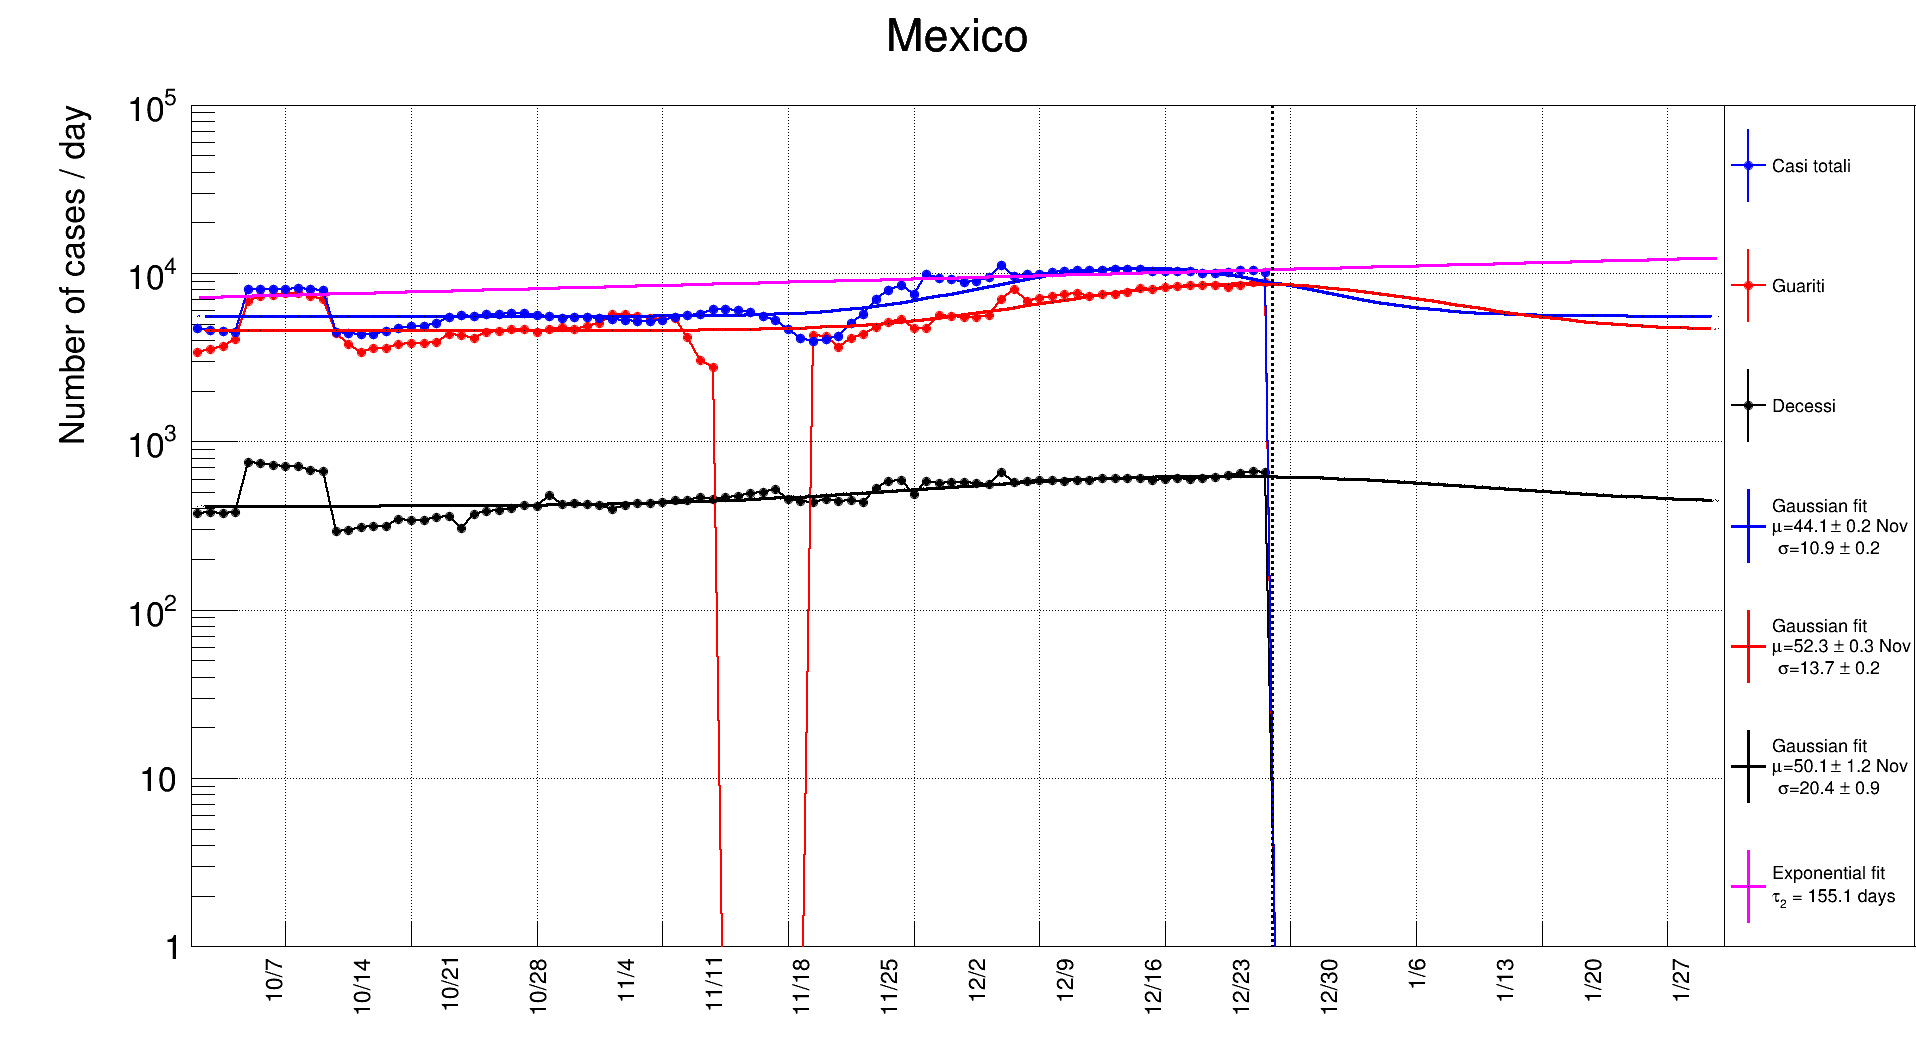 Mexico
Number of cases / day
10^5
10^4
10^3
10^2
10
1
10/7
10/14
10/21
10/28
11/4
11/11
11/18
11/25
12/2
12/9
12/16
12/23
12/30
1/6
1/13
1/20
1/27
Casi totali
Guariti
Decessi
Gaussian fit
μ=44.1 ± 0.2 Nov
σ=10.9 ± 0.2
Gaussian fit
μ=52.3 ± 0.3 Nov
σ=13.7 ± 0.2
Gaussian fit
μ=50.1 ± 1.2 Nov
σ=20.4 ± 0.9
Exponential fit
τ₂ = 155.1 days